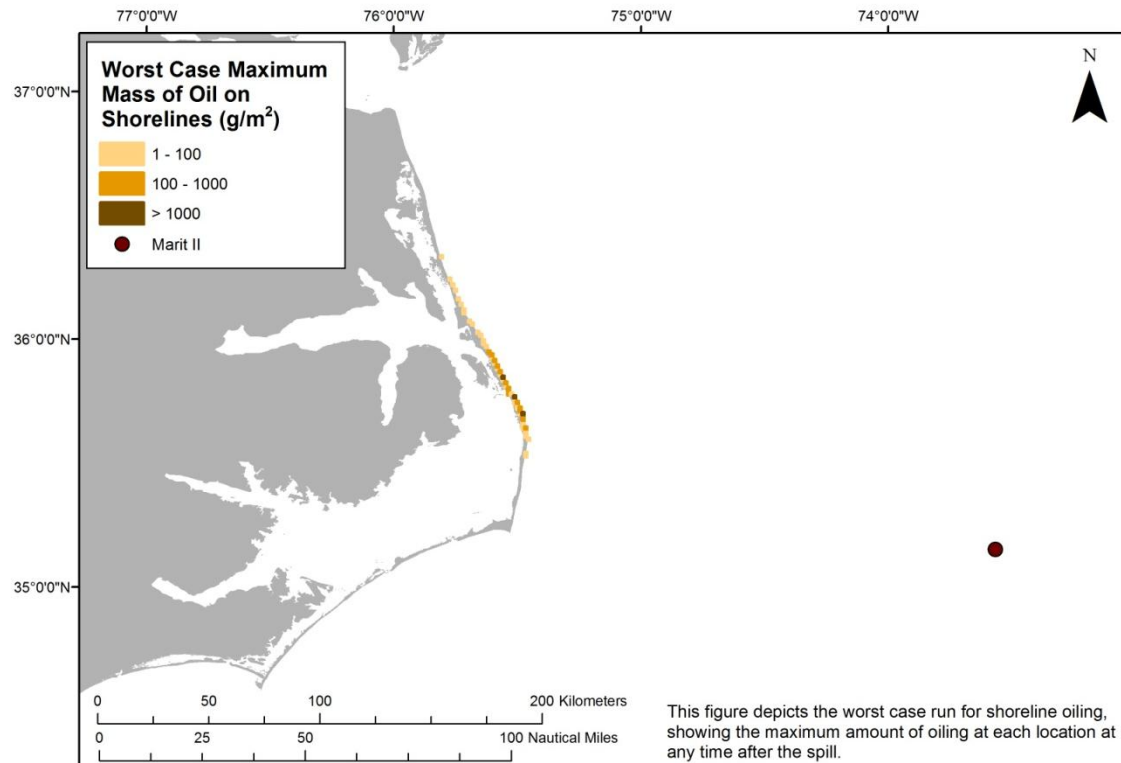 77°0'0"W 76°0'0"W 75°0'0"W 74°0'0"W
Worst Case Maximum
Mass of Oil on
Shorelines (g/m²)
1 - 100
100 - 1000
> 1000
Marit II
N
37°0'0"N
36°0'0"N
35°0'0"N
0 50 100 200 Kilometers
0 25 50 100 Nautical Miles
This figure depicts the worst case run for shoreline oiling,
showing the maximum amount of oiling at each location at
any time after the spill.